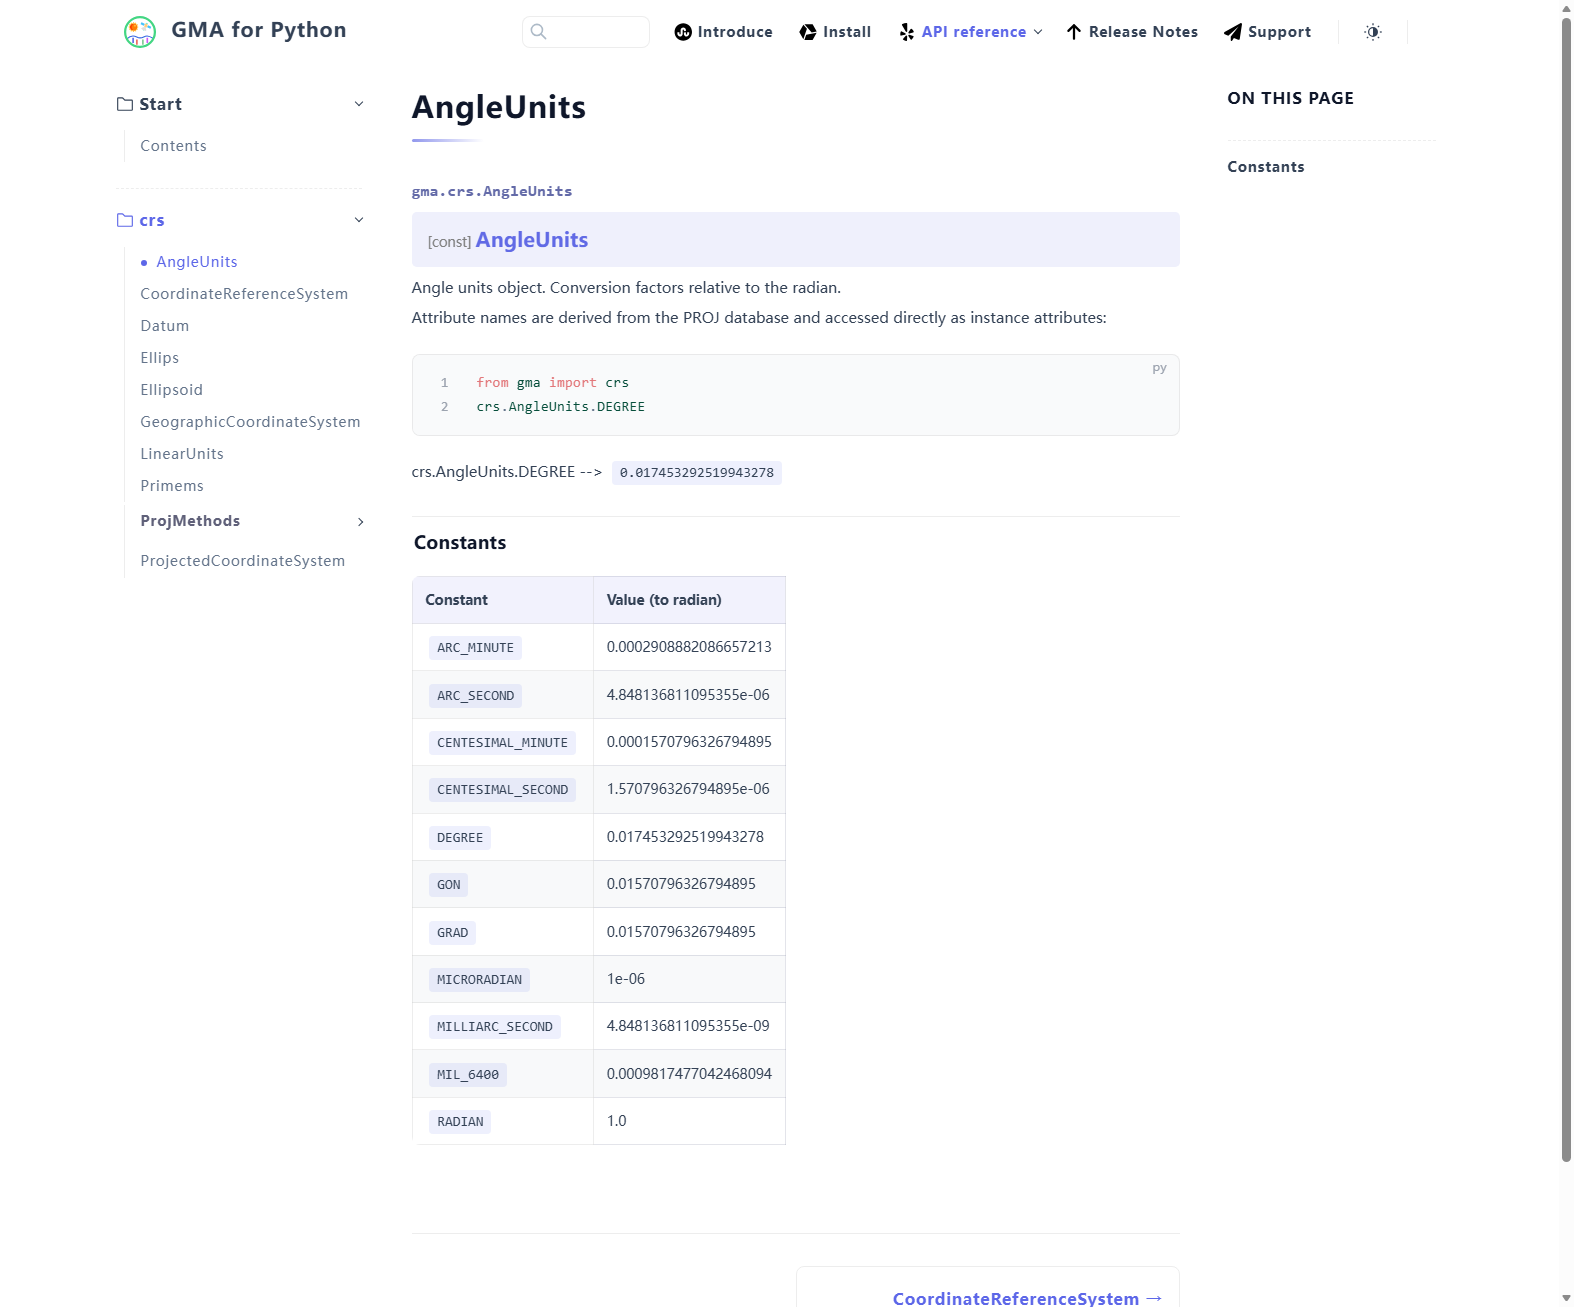 GMA for Python
Introduce
Install
API reference
Release Notes
Support
Start
Contents
crs
AngleUnits
CoordinateReferenceSystem
Datum
Ellips
Ellipsoid
GeographicCoordinateSystem
LinearUnits
Primems
ProjMethods
ProjectedCoordinateSystem
AngleUnits
gma.crs.AngleUnits
[const] AngleUnits
Angle units object. Conversion factors relative to the radian.
Attribute names are derived from the PROJ database and accessed directly as instance attributes:
py
1 from gma import crs
2 crs.AngleUnits.DEGREE
crs.AngleUnits.DEGREE --> 0.017453292519943278
Constants
Constant Value (to radian)
ARC_MINUTE 0.0002908882086657213
ARC_SECOND 4.848136811095355e-06
CENTESIMAL_MINUTE 0.0001570796326794895
CENTESIMAL_SECOND 1.570796326794895e-06
DEGREE 0.017453292519943278
GON 0.01570796326794895
GRAD 0.01570796326794895
MICRORADIAN 1e-06
MILLIARC_SECOND 4.848136811095355e-09
MIL_6400 0.0009817477042468094
RADIAN 1.0
CoordinateReferenceSystem →
ON THIS PAGE
Constants